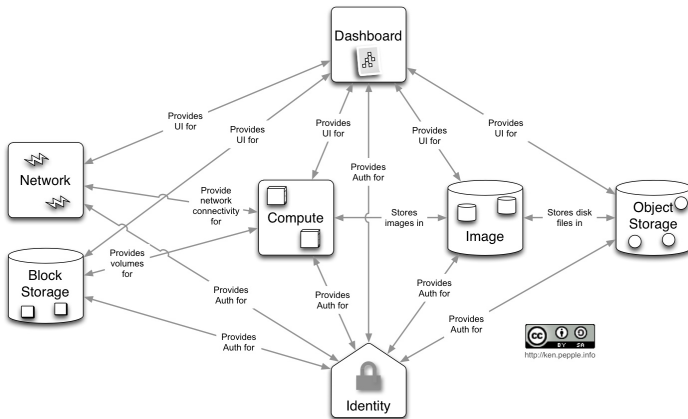 Dashboard
Provides
UI for
Provides
UI for
Provides
UI for
Provides
UI for
Provides
UI for
Provides
Auth for
Network
Provide
network
connectivity
for
Compute
Stores
images in
Image
Stores disk
files in
Object
Storage
Provides
volumes
for
Block
Storage
Provides
Auth for
Provides
Auth for
Provides
Auth for
Provides
Auth for
Provides
Auth for
Identity
cc
BY SA
http://ken.pepple.info